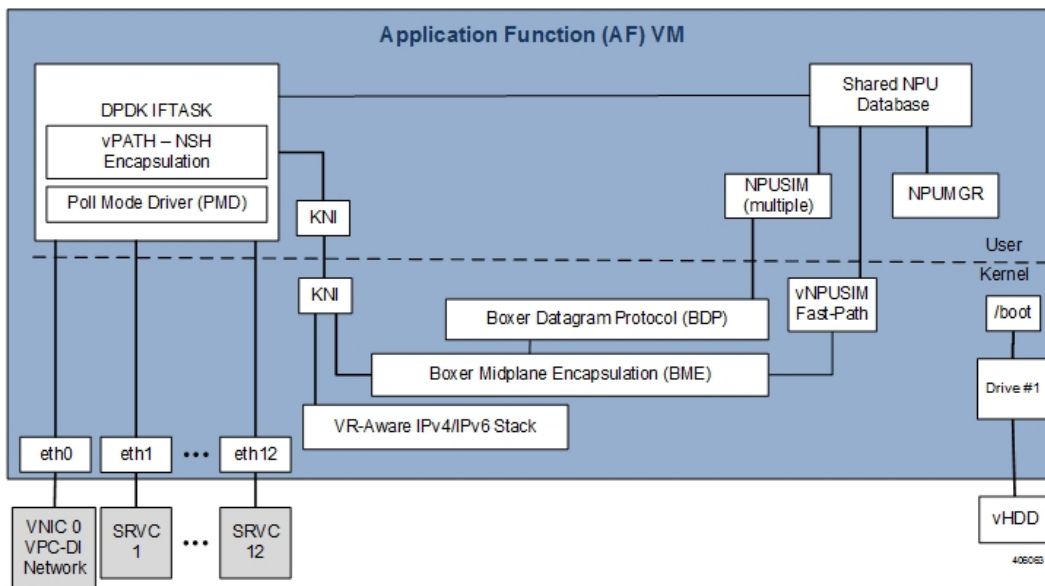 Application Function (AF) VM
DPDK IFTASK
vPATH – NSH
Encapsulation
Poll Mode Driver (PMD)
Shared NPU
Database
NPUSIM
(multiple)
NPUMGR
KNI
User
Kernel
KNI
vNPUSIM
Fast-Path
/boot
Boxer Datagram Protocol (BDP)
Boxer Midplane Encapsulation (BME)
Drive #1
VR-Aware IPv4/IPv6 Stack
eth0
eth1
•••
eth12
VNIC 0
VPC-DI
Network
SRVC
1
•••
SRVC
12
vHDD
406063